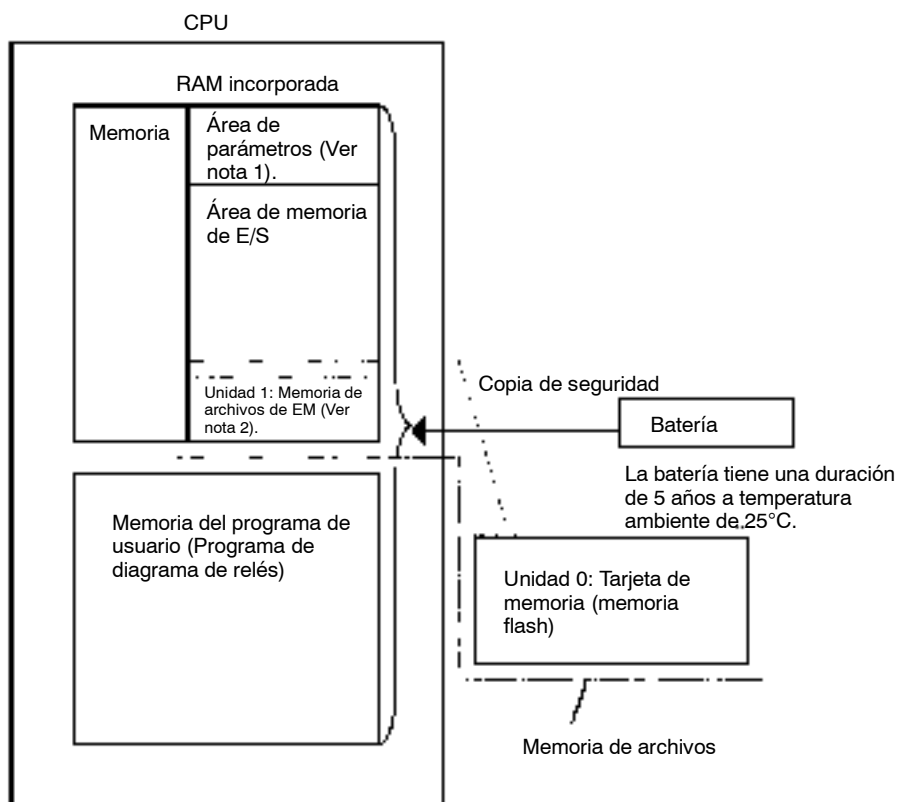 CPU
RAM incorporada
Memoria
Área de
parámetros (Ver
nota 1).
Área de memoria
de E/S
Unidad 1: Memoria de
archivos de EM (Ver
nota 2).
Copia de seguridad
Batería
La batería tiene una duración
de 5 años a temperatura
ambiente de 25°C.
Memoria del programa de
usuario (Programa de
diagrama de relés)
Unidad 0: Tarjeta de
memoria (memoria
flash)
Memoria de archivos